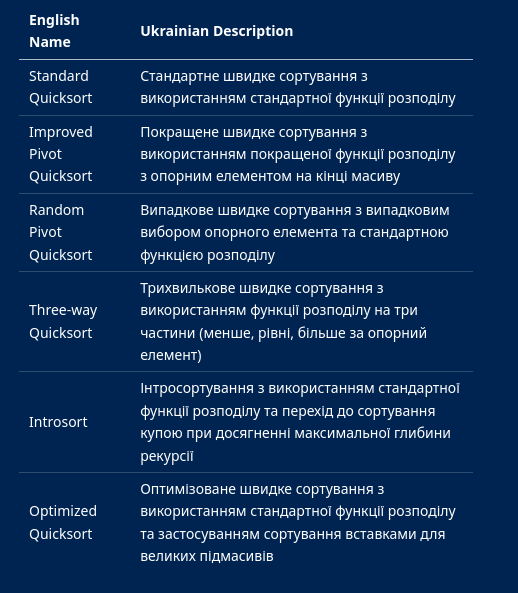 English
Name
Ukrainian Description
Standard
Quicksort
Стандартне швидке сортування з
використанням стандартної функції розподілу
Improved
Pivot
Quicksort
Покращене швидке сортування з
використанням покращеної функції розподілу
з опорним елементом на кінці масиву
Random
Pivot
Quicksort
Випадкове швидке сортування з випадковим
вибором опорного елемента та стандартною
функцією розподілу
Three-way
Quicksort
Трихвилькове швидке сортування з
використанням функції розподілу на три
частини (менше, рівні, більше за опорний
елемент)
Introsort
Інтросортування з використанням стандартної
функції розподілу та перехід до сортування
купою при досягненні максимальної глибини
рекурсії
Optimized
Quicksort
Оптимізоване швидке сортування з
використанням стандартної функції розподілу
та застосуванням сортування вставками для
великих підмасивів